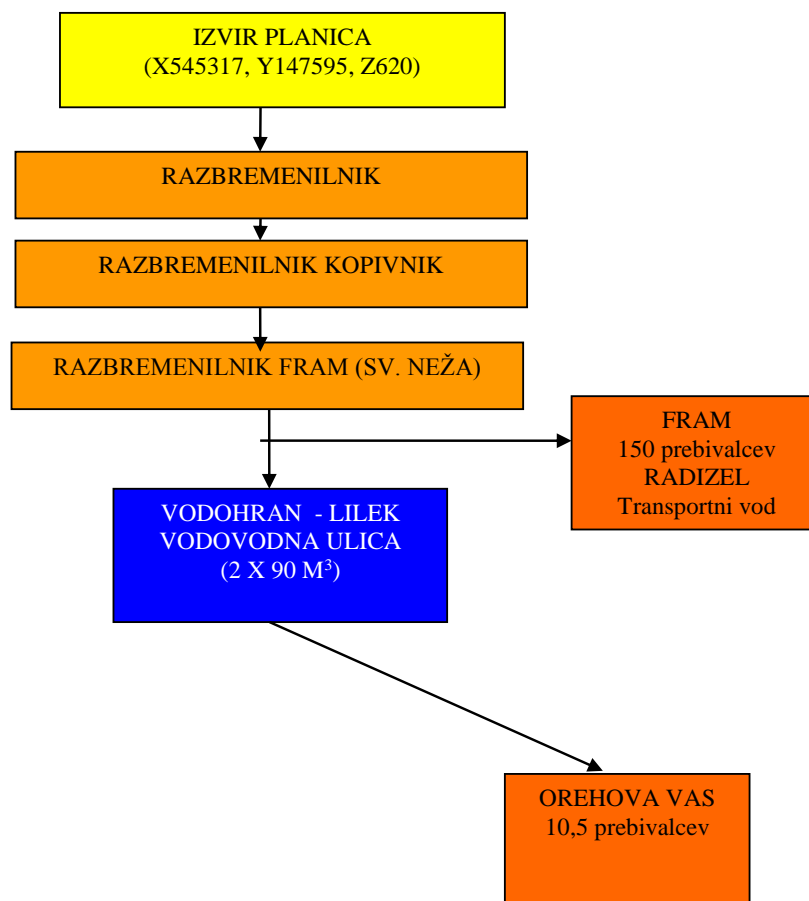 IZVIR PLANICA
(X545317, Y147595, Z620)
RAZBREMENILNIK
RAZBREMENILNIK KOPIVNIK
RAZBREMENILNIK FRAM (SV. NEŽA)
FRAM
150 prebivalcev
RADIZEL
Transportni vod
VODOHRAN - LILEK
VODOVODNA ULICA
(2 X 90 M³)
OREHOVA VAS
10,5 prebivalcev